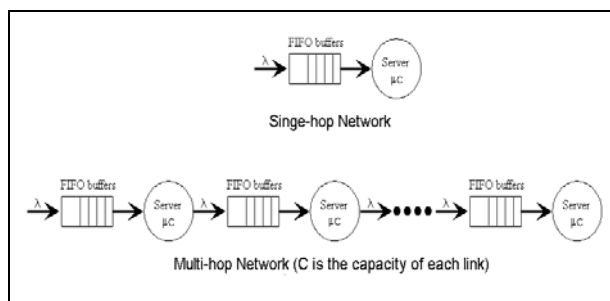 FIFO buffers
λ
Server
μC
Singe-hop Network
FIFO buffers FIFO buffers FIFO buffers
λ Server λ Server λ λ Server
μC μC μC
Multi-hop Network (C is the capacity of each link)